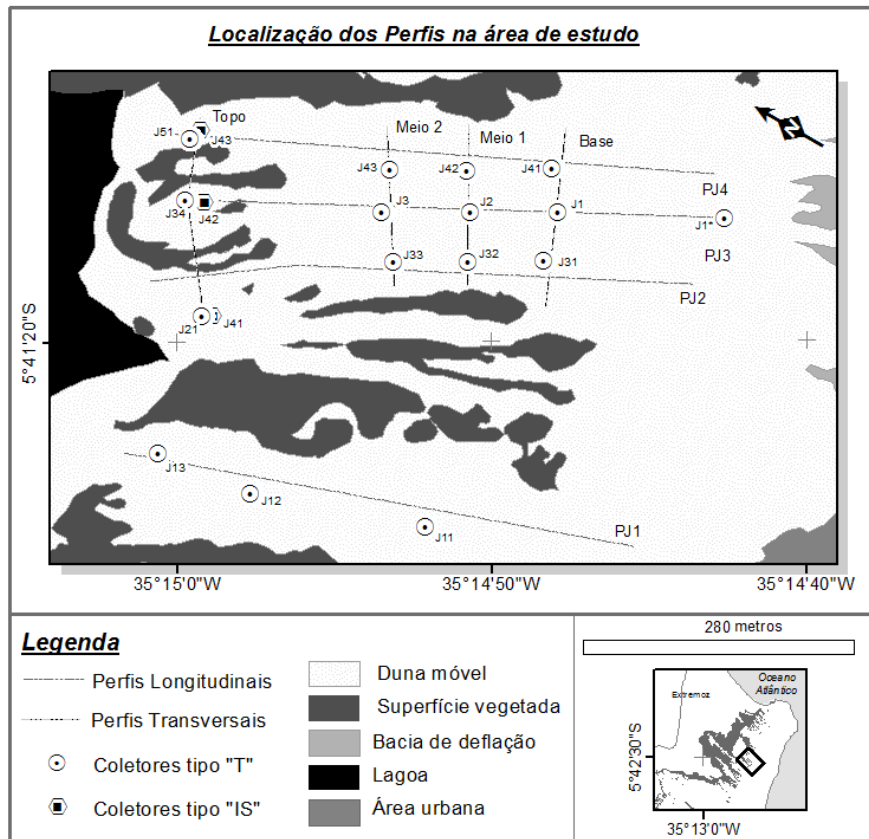 Localização dos Perfis na área de estudo
Topo
J51
J43
Meio 2
Meio 1
Base
J43
J42
J41
PJ4
J34
J42
J3
J2
J1
J1*
PJ3
J33
J32
J31
PJ2
J21
J41
N
5°41'20"S
J13
J12
J11
PJ1
35°15'0"W
35°14'50"W
35°14'40"W
Legenda
Perfis Longitudinais
Perfis Transversais
Coletores tipo "T"
Coletores tipo "IS"
Duna móvel
Superfície vegetada
Bacia de deflação
Lagoa
Área urbana
280 metros
Extremoz
Oceano
Atlântico
5°42'30"S
35°13'0"W